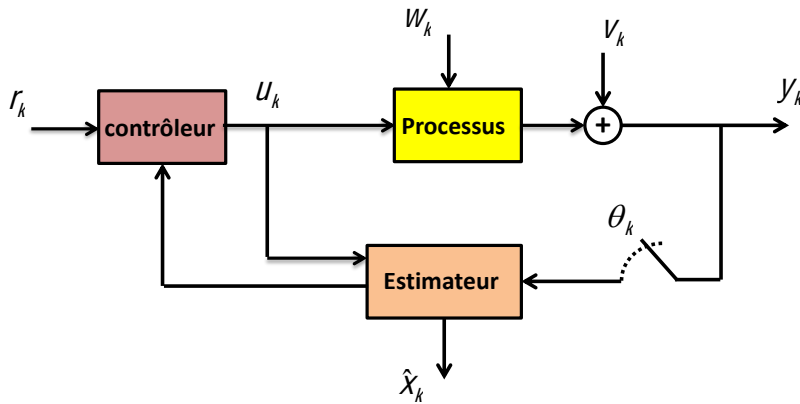 w_k
v_k
r_k
u_k
y_k
contrôleur
Processus
+
θ_k
Estimateur
x̂_k